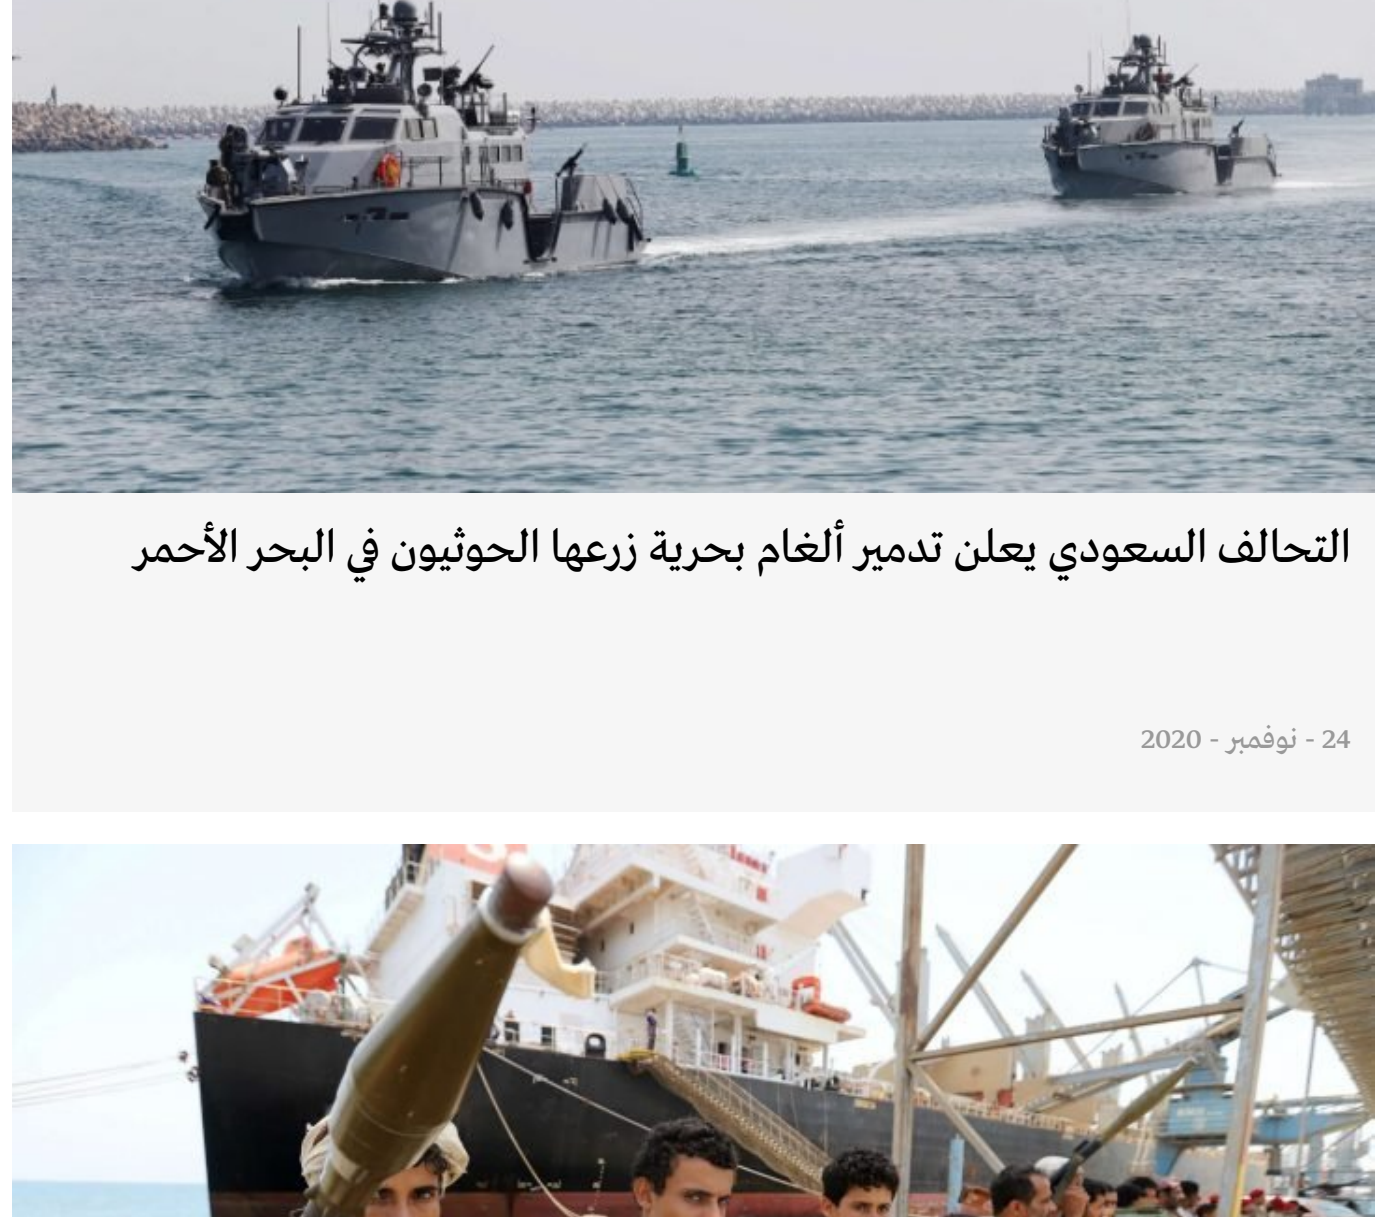 التحالف السعودي يعلن تدمير ألغام بحرية زرعها الحوثيون في البحر الأحمر
24 - نوفمبر - 2020